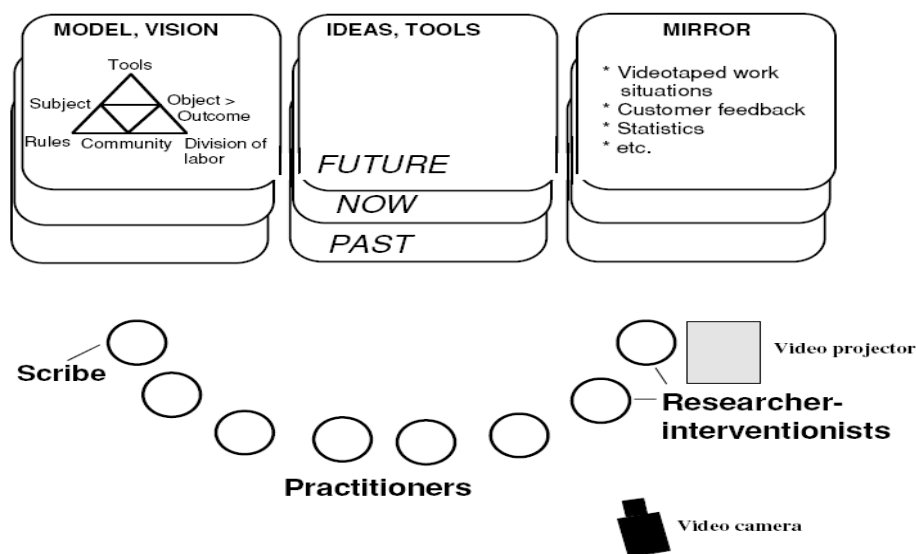 MODEL, VISION
Tools
Subject
Object >
Outcome
Rules
Community
Division of
labor
IDEAS, TOOLS
FUTURE
NOW
PAST
MIRROR
* Videotaped work
situations
* Customer feedback
* Statistics
* etc.
Scribe
Practitioners
Video projector
Researcher-
interventionists
Video camera